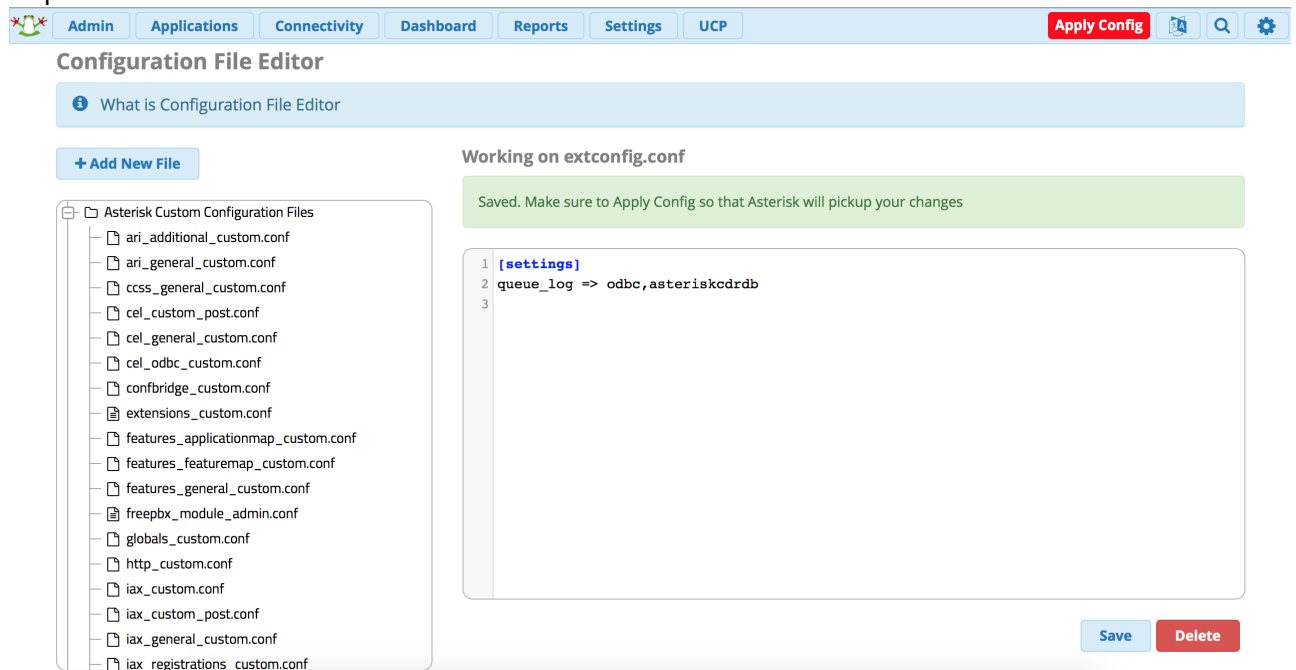 Admin Applications Connectivity Dashboard Reports Settings UCP Apply Config
Configuration File Editor
What is Configuration File Editor
+ Add New File
Asterisk Custom Configuration Files
ari_additional_custom.conf
ari_general_custom.conf
ccss_general_custom.conf
cel_custom_post.conf
cel_general_custom.conf
cel_odbc_custom.conf
confbridge_custom.conf
extensions_custom.conf
features_applicationmap_custom.conf
features_featuremap_custom.conf
features_general_custom.conf
freepbx_module_admin.conf
globals_custom.conf
http_custom.conf
iax_custom.conf
iax_custom_post.conf
iax_general_custom.conf
iax_registrations_custom.conf
Working on extconfig.conf
Saved. Make sure to Apply Config so that Asterisk will pickup your changes
1 [settings]
2 queue_log => odbc,asteriskcdrdb
3
Save Delete